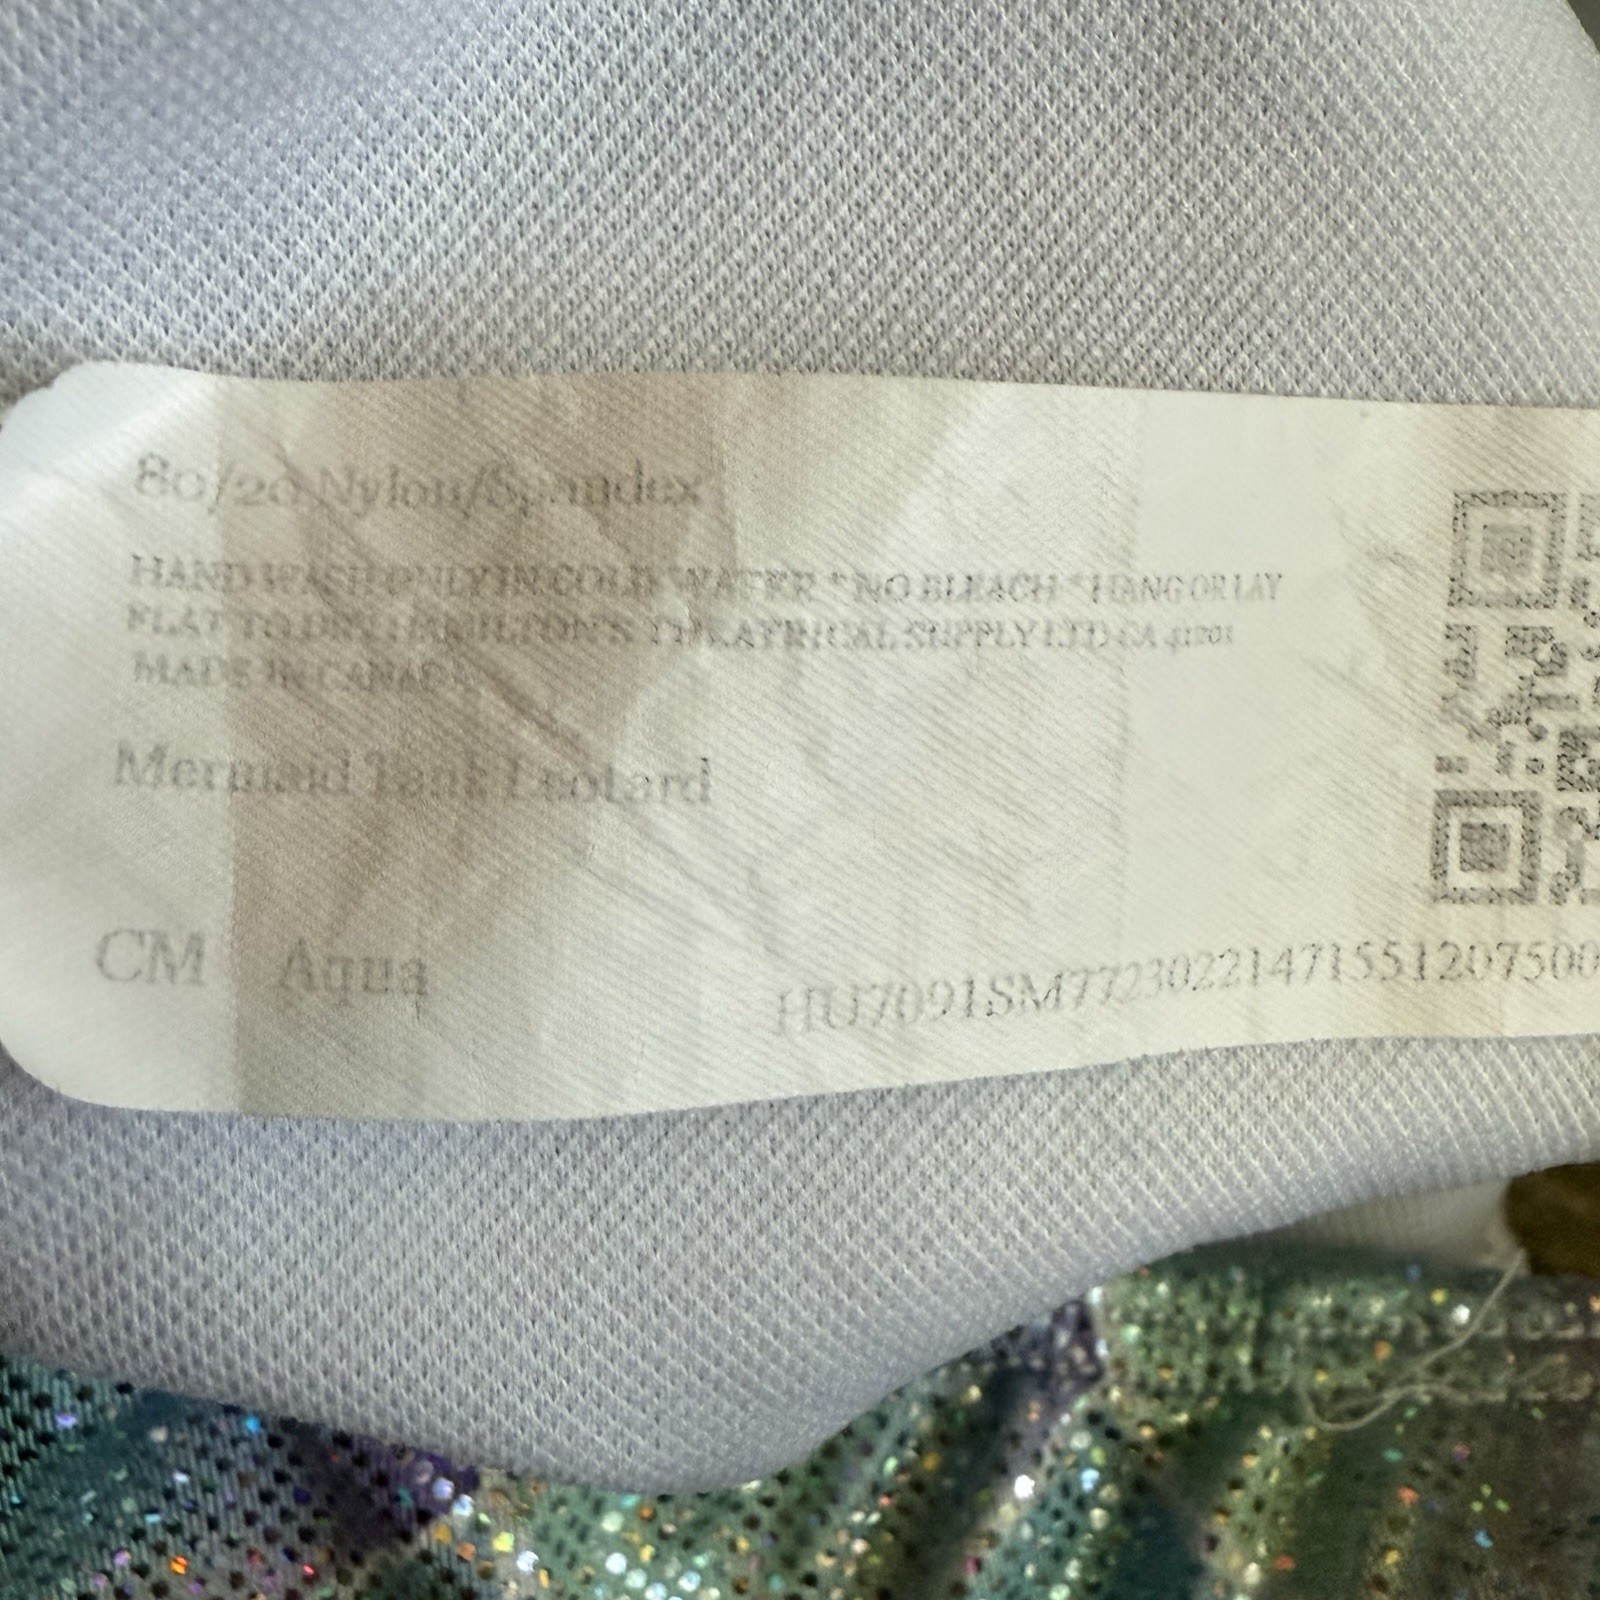 80/20 Nylon/Spandex
HAND WASH ONLY IN COLD WATER * NO BLEACH * HANG OR LAY
FLAT TO DRY * HAMILTON'S THEATRICAL SUPPLY LTD CA 41201
MADE IN CANADA
Mermaid Tank Leotard
CM Aqua
HU7091SM77230221471551207500